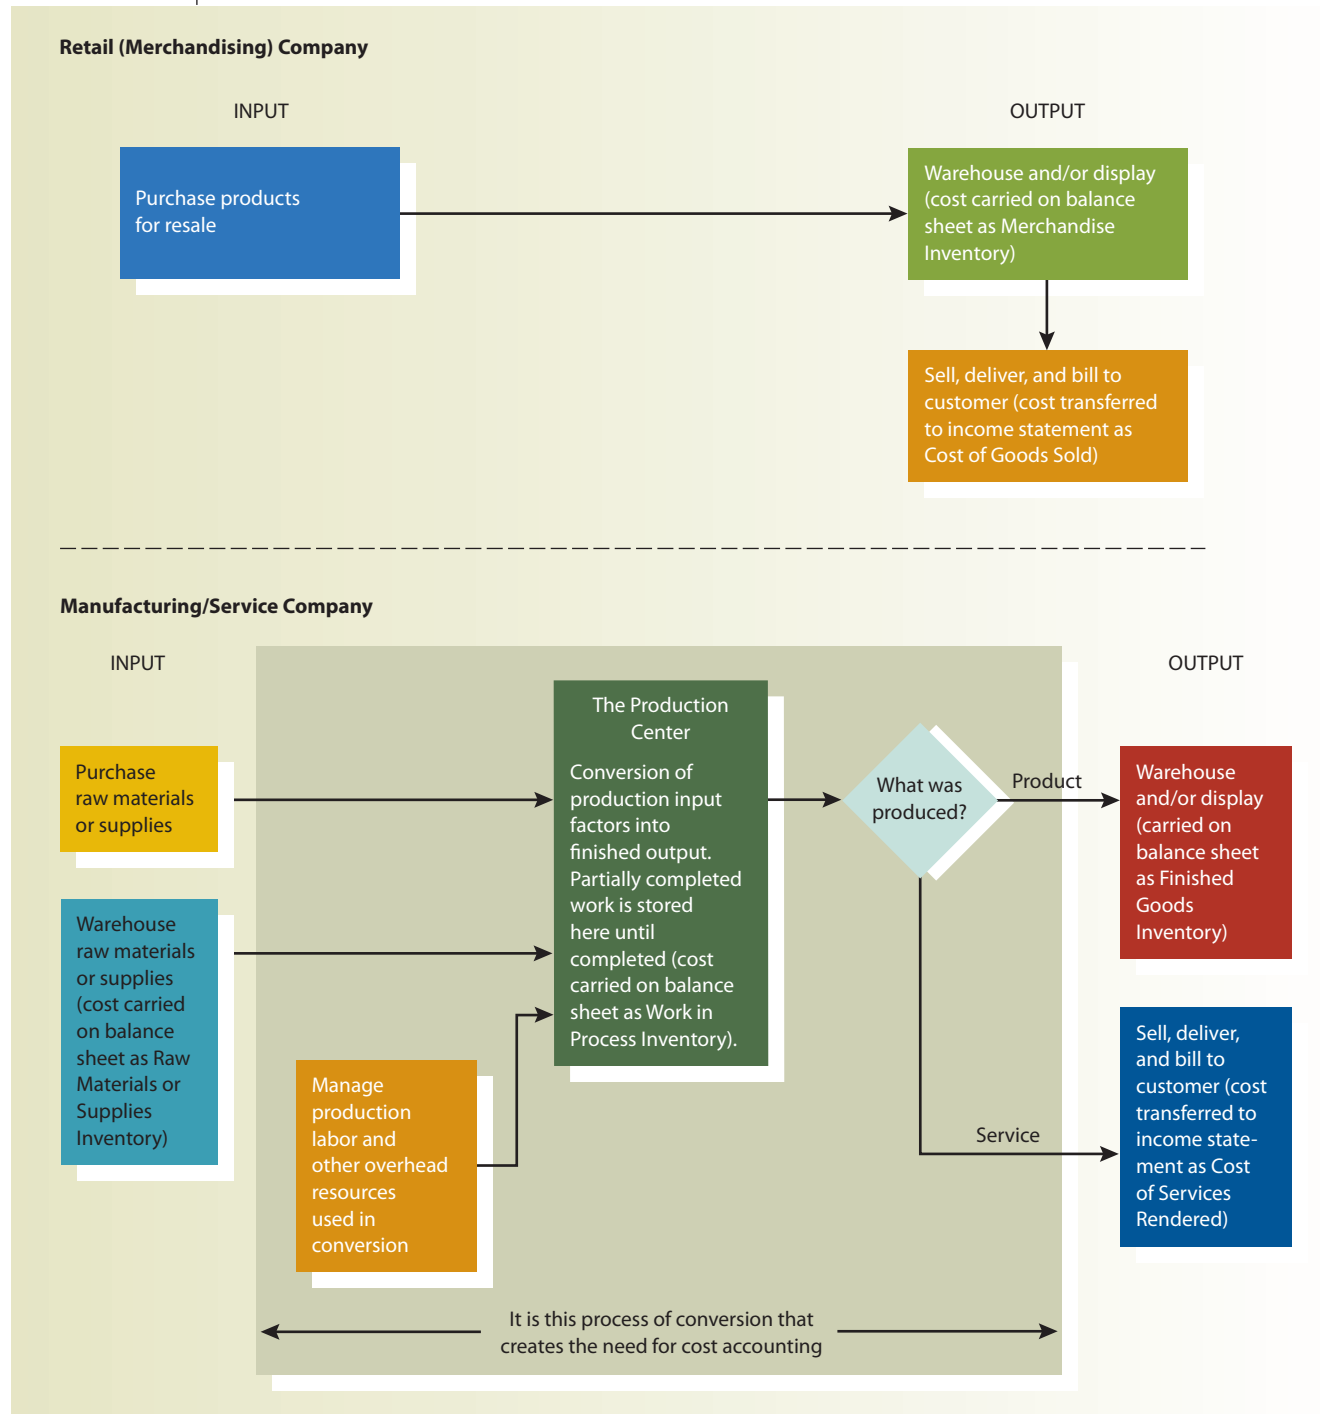 Retail (Merchandising) Company
INPUT
OUTPUT
Purchase products
for resale
Warehouse and/or display
(cost carried on balance
sheet as Merchandise
Inventory)
Sell, deliver, and bill to
customer (cost transferred
to income statement as
Cost of Goods Sold)
Manufacturing/Service Company
INPUT
OUTPUT
Purchase
raw materials
or supplies
Warehouse
raw materials
or supplies
(cost carried
on balance
sheet as Raw
Materials or
Supplies
Inventory)
Manage
production
labor and
other overhead
resources
used in
conversion
The Production
Center
Conversion of
production input
factors into
finished output.
Partially completed
work is stored
here until
completed (cost
carried on balance
sheet as Work in
Process Inventory).
What was
produced?
Product
Service
Warehouse
and/or display
(carried on
balance sheet
as Finished
Goods
Inventory)
Sell, deliver,
and bill to
customer (cost
transferred to
income state-
ment as Cost
of Services
Rendered)
It is this process of conversion that
creates the need for cost accounting